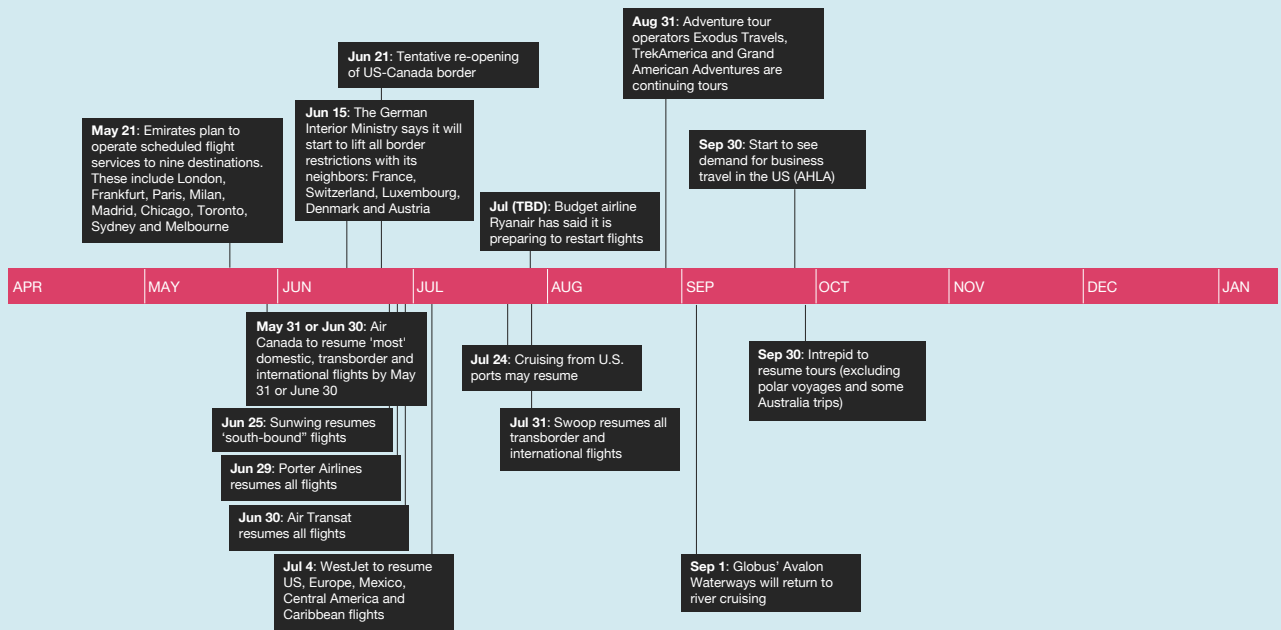 Aug 31: Adventure tour
operators Exodus Travels,
TrekAmerica and Grand
American Adventures are
continuing tours
Jun 21: Tentative re-opening
of US-Canada border
Jun 15: The German
Interior Ministry says it will
start to lift all border
restrictions with its
neighbors: France,
Switzerland, Luxembourg,
Denmark and Austria
May 21: Emirates plan to
operate scheduled flight
services to nine destinations.
These include London,
Frankfurt, Paris, Milan,
Madrid, Chicago, Toronto,
Sydney and Melbourne
Sep 30: Start to see
demand for business
travel in the US (AHLA)
Jul (TBD): Budget airline
Ryanair has said it is
preparing to restart flights
APR MAY JUN JUL AUG SEP OCT NOV DEC JAN
May 31 or Jun 30: Air
Canada to resume 'most'
domestic, transborder and
international flights by May
31 or June 30
Jul 24: Cruising from U.S.
ports may resume
Sep 30: Intrepid to
resume tours (excluding
polar voyages and some
Australia trips)
Jun 25: Sunwing resumes
'south-bound" flights
Jul 31: Swoop resumes all
transborder and
international flights
Jun 29: Porter Airlines
resumes all flights
Jun 30: Air Transat
resumes all flights
Jul 4: WestJet to resume
US, Europe, Mexico,
Central America and
Caribbean flights
Sep 1: Globus' Avalon
Waterways will return to
river cruising